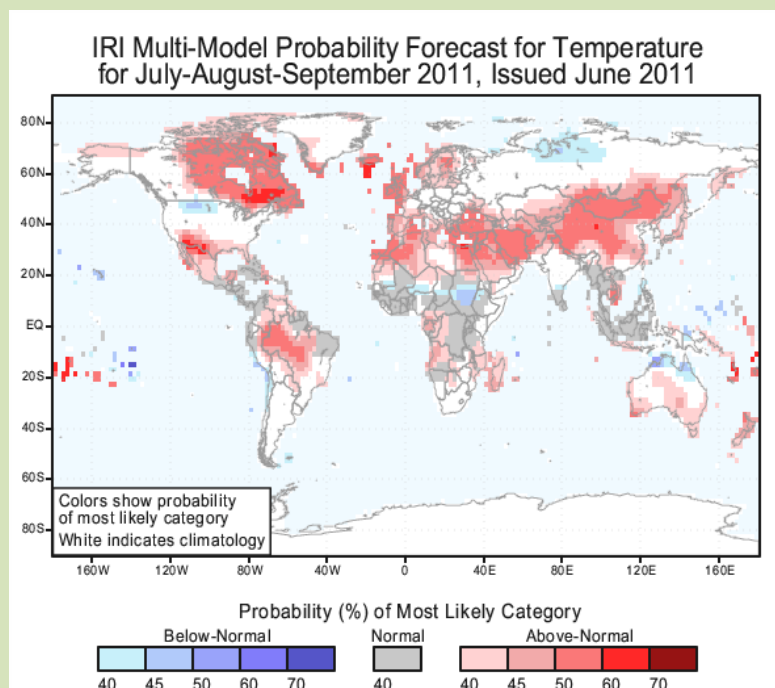 IRI Multi-Model Probability Forecast for Temperature
for July-August-September 2011, Issued June 2011
80N
60N
40N
20N
EQ
20S
40S
60S
80S
Colors show probability
of most likely category
White indicates climatology
160W 120W 80W 40W 0 40E 80E 120E 160E
Probability (%) of Most Likely Category
Below-Normal Normal Above-Normal
40 45 50 60 70 40 40 45 50 60 70